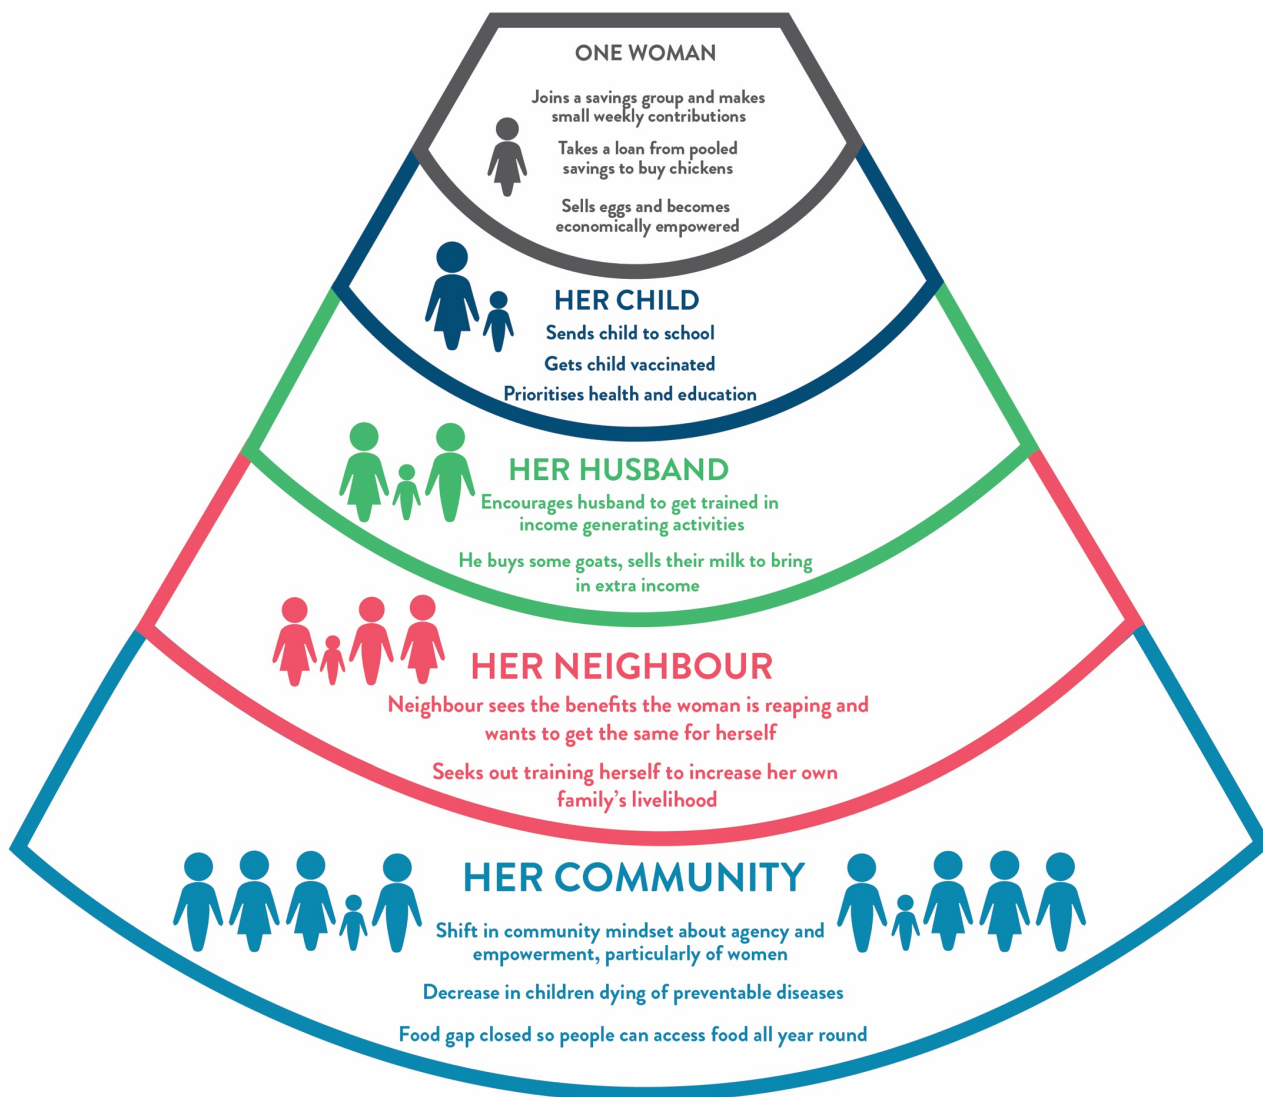 ONE WOMAN
Joins a savings group and makes
small weekly contributions
Takes a loan from pooled
savings to buy chickens
Sells eggs and becomes
economically empowered
HER CHILD
Sends child to school
Gets child vaccinated
Prioritises health and education
HER HUSBAND
Encourages husband to get trained in
income generating activities
He buys some goats, sells their milk to bring
in extra income
HER NEIGHBOUR
Neighbour sees the benefits the woman is reaping and
wants to get the same for herself
Seeks out training herself to increase her own
family's livelihood
HER COMMUNITY
Shift in community mindset about agency and
empowerment, particularly of women
Decrease in children dying of preventable diseases
Food gap closed so people can access food all year round